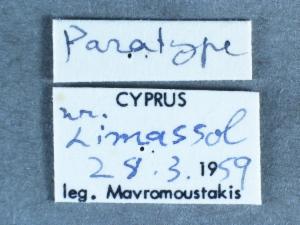 Paratype
CYPRUS
nr.
Limassol
28.3.1959
leg. Mavromoustakis